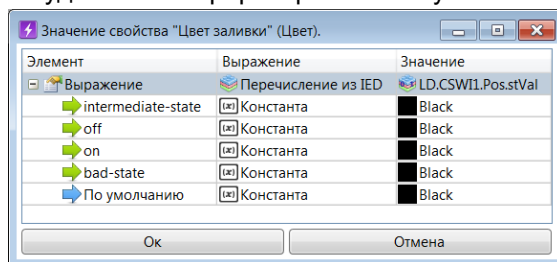 Значение свойства "Цвет заливки" (Цвет).
Элемент Выражение Значение
Выражение Перечисление из IED LD.CSWI1.Pos.stVal
intermediate-state (x) Константа Black
off (x) Константа Black
on (x) Константа Black
bad-state (x) Константа Black
По умолчанию (x) Константа Black
Ок Отмена